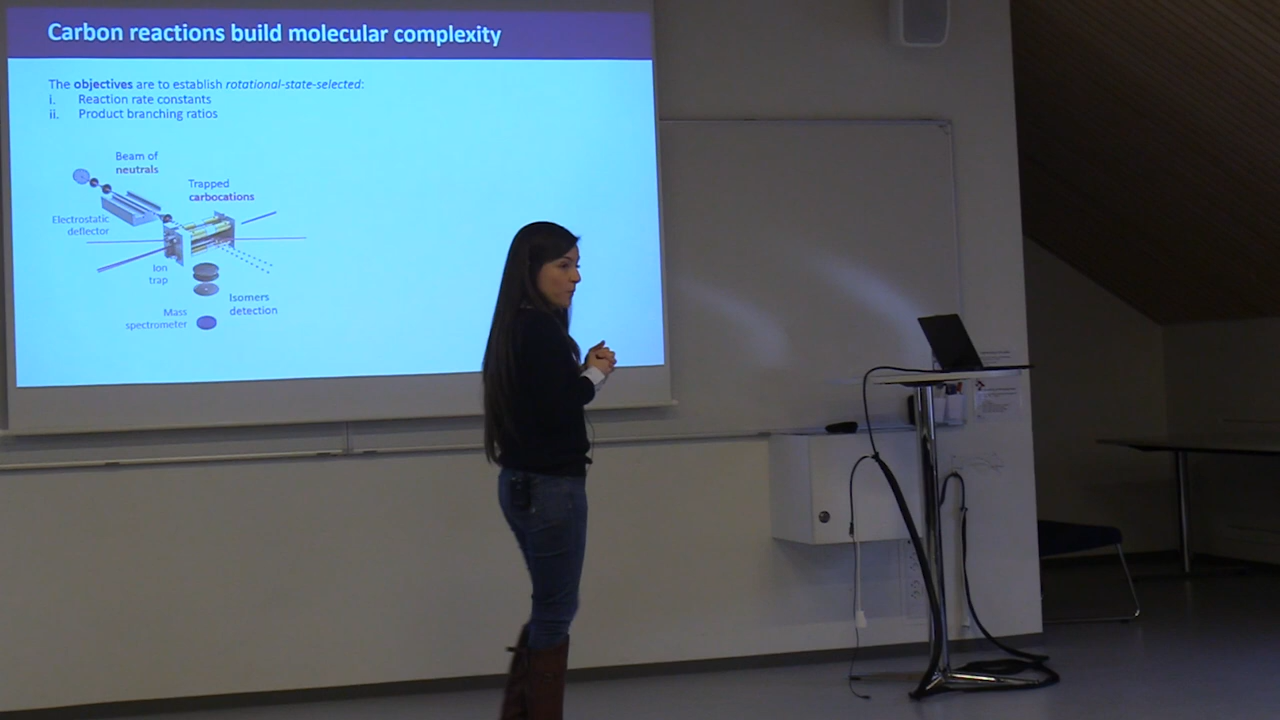 Carbon reactions build molecular complexity
The objectives are to establish rotational-state-selected:
i. Reaction rate constants
ii. Product branching ratios
Beam of
neutrals
Trapped
carbocations
Electrostatic
deflector
Ion
trap
Isomers
detection
Mass
spectrometer